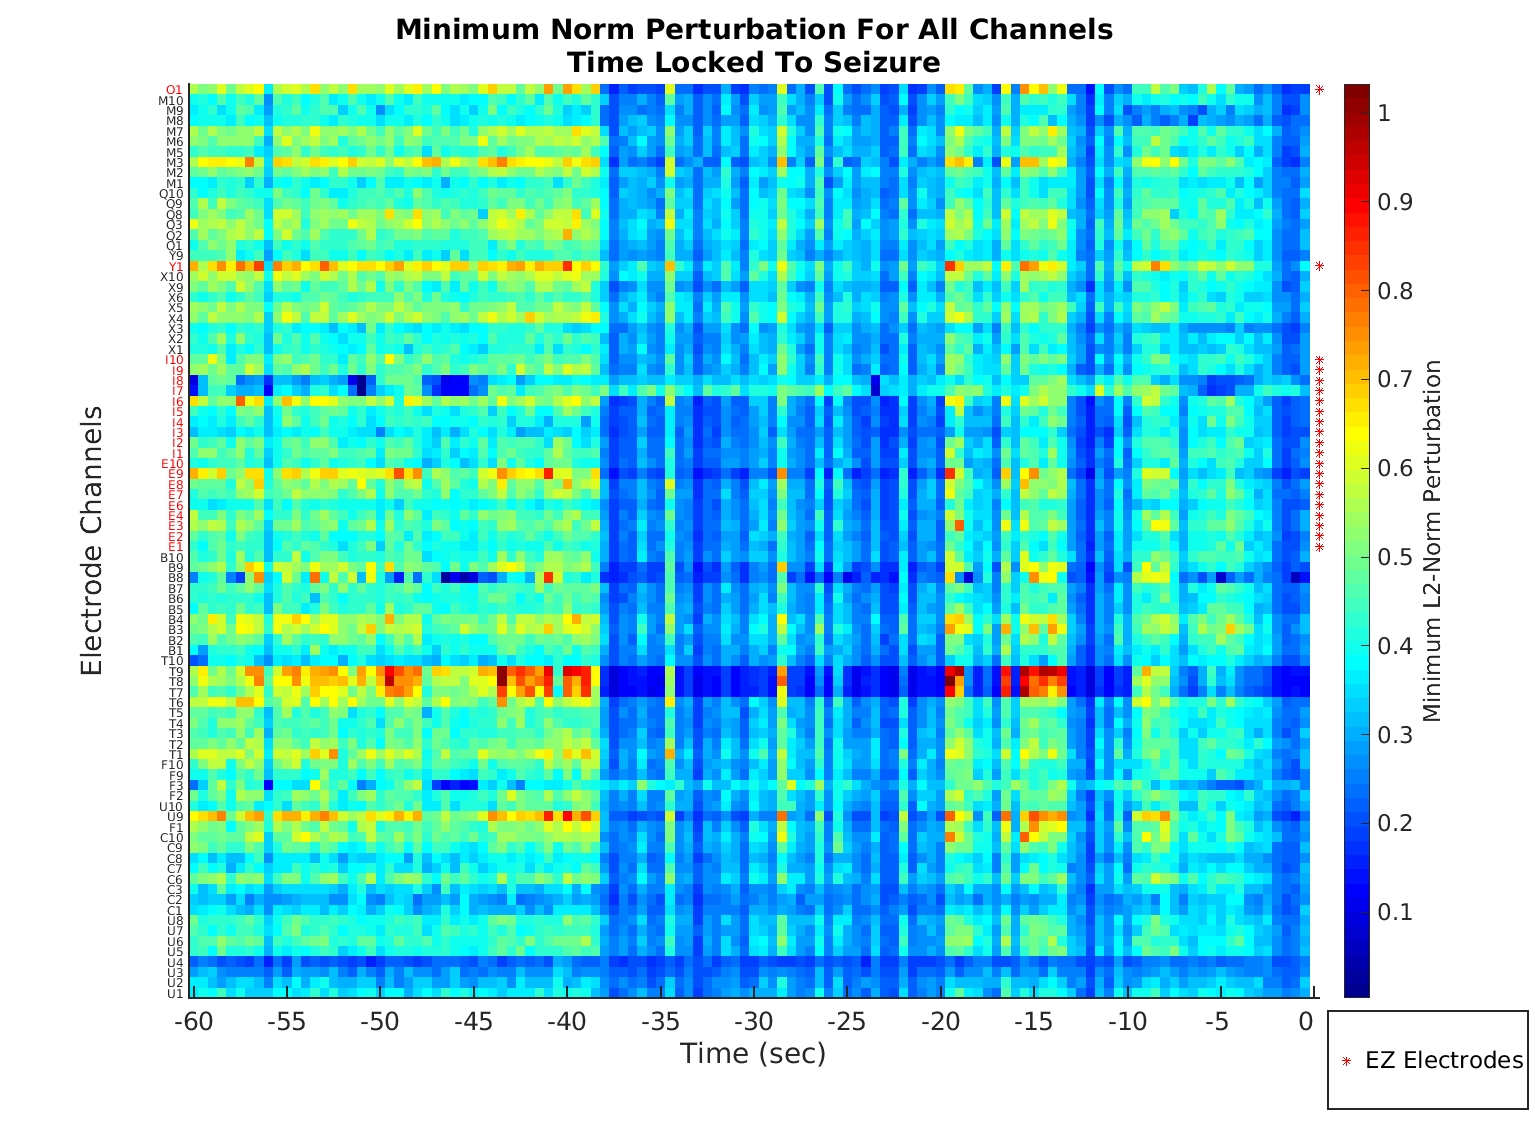 Minimum Norm Perturbation For All Channels
Time Locked To Seizure
Electrode Channels
O1
M10
M9
M8
M7
M6
M5
M3
M2
M1
Q10
Q9
Q8
Q3
Q2
Q1
Y9
Y1
X10
X9
X6
X5
X4
X3
X2
X1
I10
I9
I8
I7
I6
I5
I4
I3
I2
I1
E10
E9
E8
E7
E6
E4
E3
E2
E1
B10
B9
B8
B7
B6
B5
B4
B3
B2
B1
T10
T9
T8
T7
T6
T5
T4
T3
T2
T1
F10
F9
F3
F2
U10
U9
F1
C10
C9
C8
C7
C6
C3
C2
C1
U8
U7
U6
U5
U4
U3
U2
U1
-60 -55 -50 -45 -40 -35 -30 -25 -20 -15 -10 -5 0
Time (sec)
1
0.9
0.8
0.7
0.6
0.5
0.4
0.3
0.2
0.1
Minimum L2-Norm Perturbation
EZ Electrodes